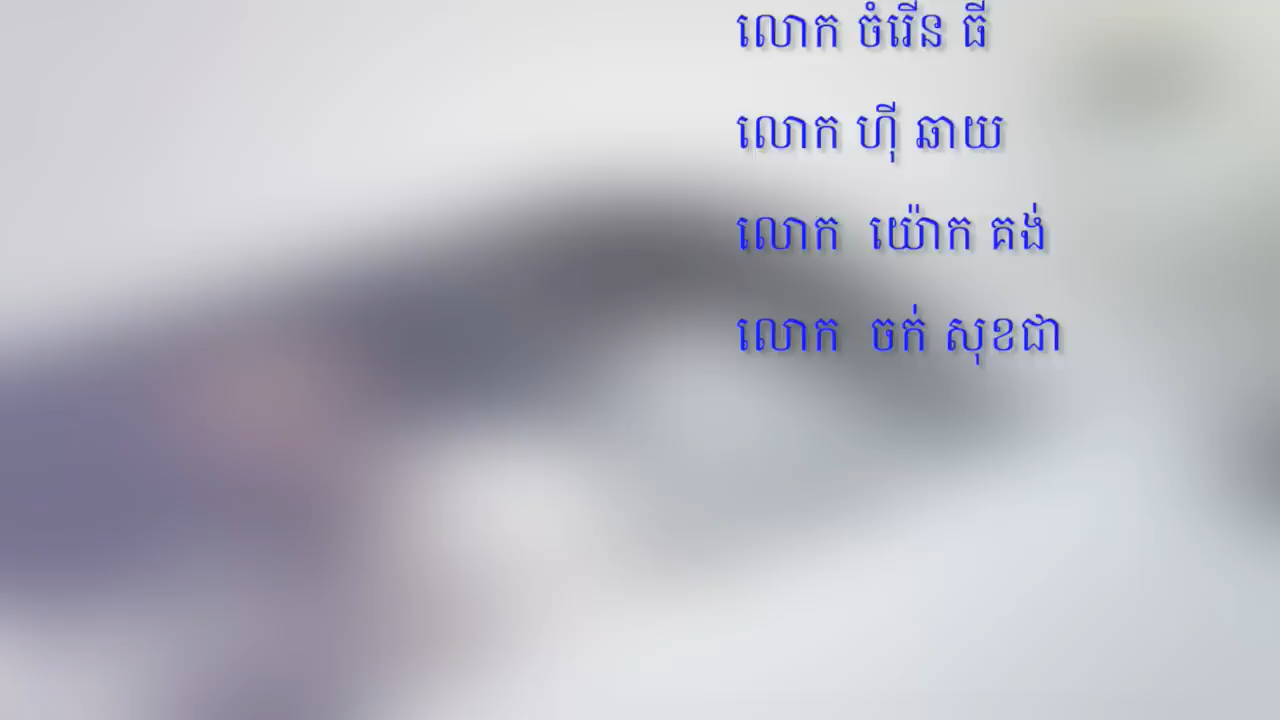 លោក ចំរើន ធី
លោក ហ៊ី ឆាយ
លោក យ៉ោក គង់
លោក ចក់ សុខជា